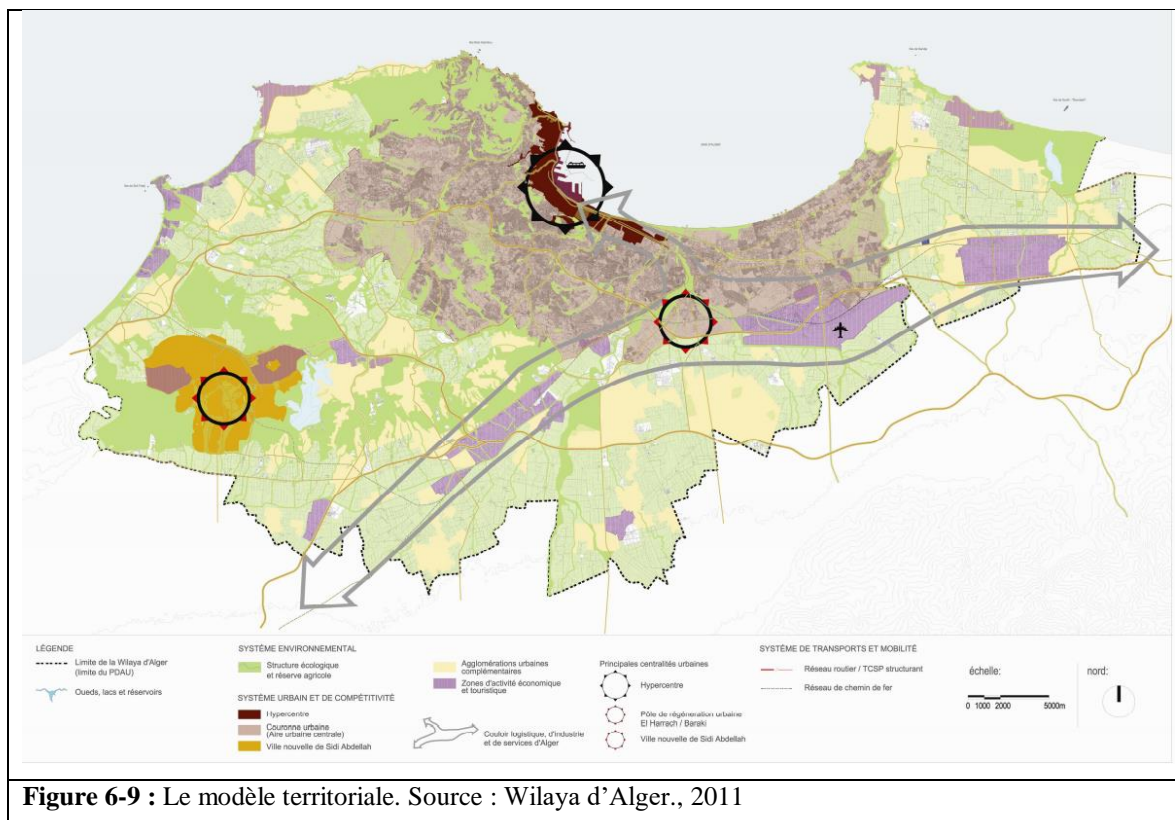 LÉGENDE
Limite de la Wilaya d'Alger
(limite du PDAU)
Oueds, lacs et réservoirs
SYSTÈME ENVIRONMENTAL
Structure écologique
et réserve agricole
SYSTÈME URBAIN ET DE COMPÉTITIVITÉ
Hypercentre
Couronne urbaine
(Aire urbaine centrale)
Ville nouvelle de Sidi Abdellah
Agglomérations urbaines
complémentaires
Zones d'activité économique
et touristique
Couloir logistique, d'industrie
et de services d'Alger
Principales centralités urbaines
Hypercentre
Pôle de régénération urbaine
El Harrach / Baraki
Ville nouvelle de Sidi Abdellah
SYSTÈME DE TRANSPORTS ET MOBILITÉ
Réseau routier / TCSP structurant
Réseau de chemin de fer
échelle:
0 1000 2000 5000m
nord:
Figure 6-9 : Le modèle territoriale. Source : Wilaya d'Alger., 2011